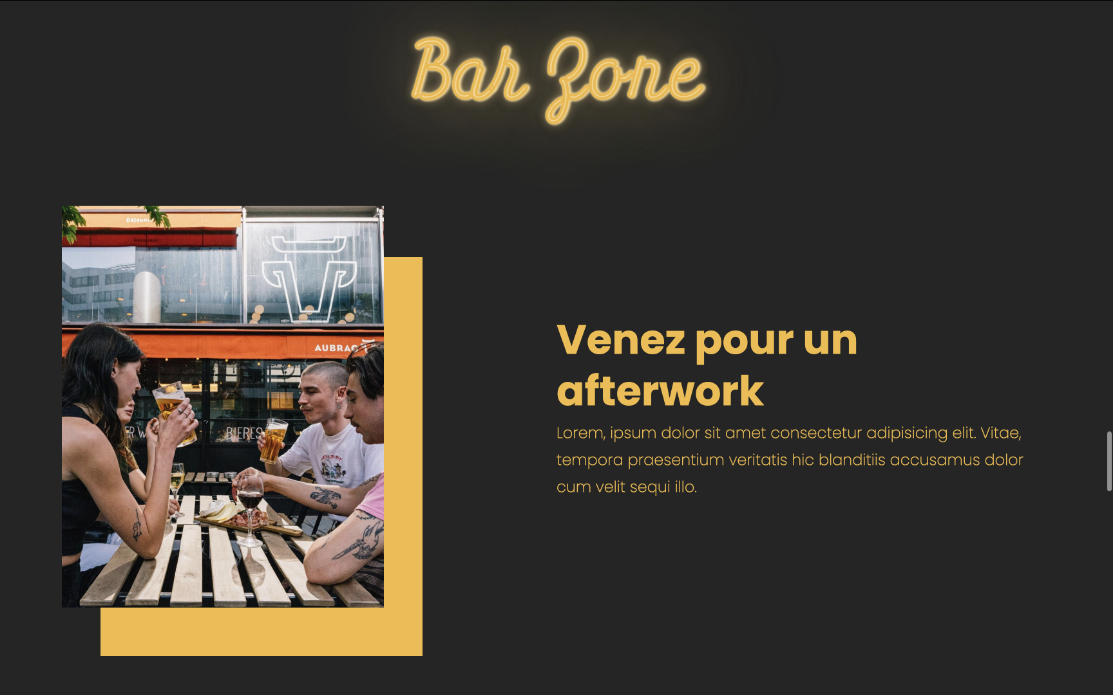 Bar Zone
AUBRAC
BIERES
Venez pour un
afterwork
Lorem, ipsum dolor sit amet consectetur adipisicing elit. Vitae,
tempora praesentium veritatis hic blanditiis accusamus dolor
cum velit sequi illo.